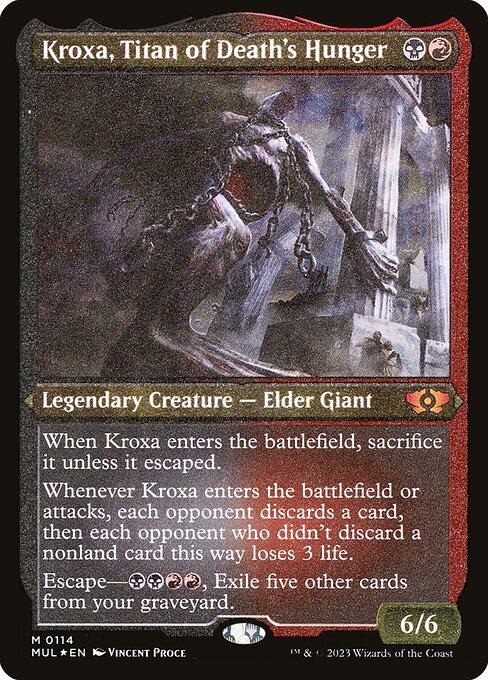 Kroxa, Titan of Death's Hunger
Legendary Creature — Elder Giant
When Kroxa enters the battlefield, sacrifice
it unless it escaped.
Whenever Kroxa enters the battlefield or
attacks, each opponent discards a card,
then each opponent who didn't discard a
nonland card this way loses 3 life.
Escape—, Exile five other cards
from your graveyard.
6/6
M 0114
MUL★EN Vincent Proce
™ & © 2023 Wizards of the Coast